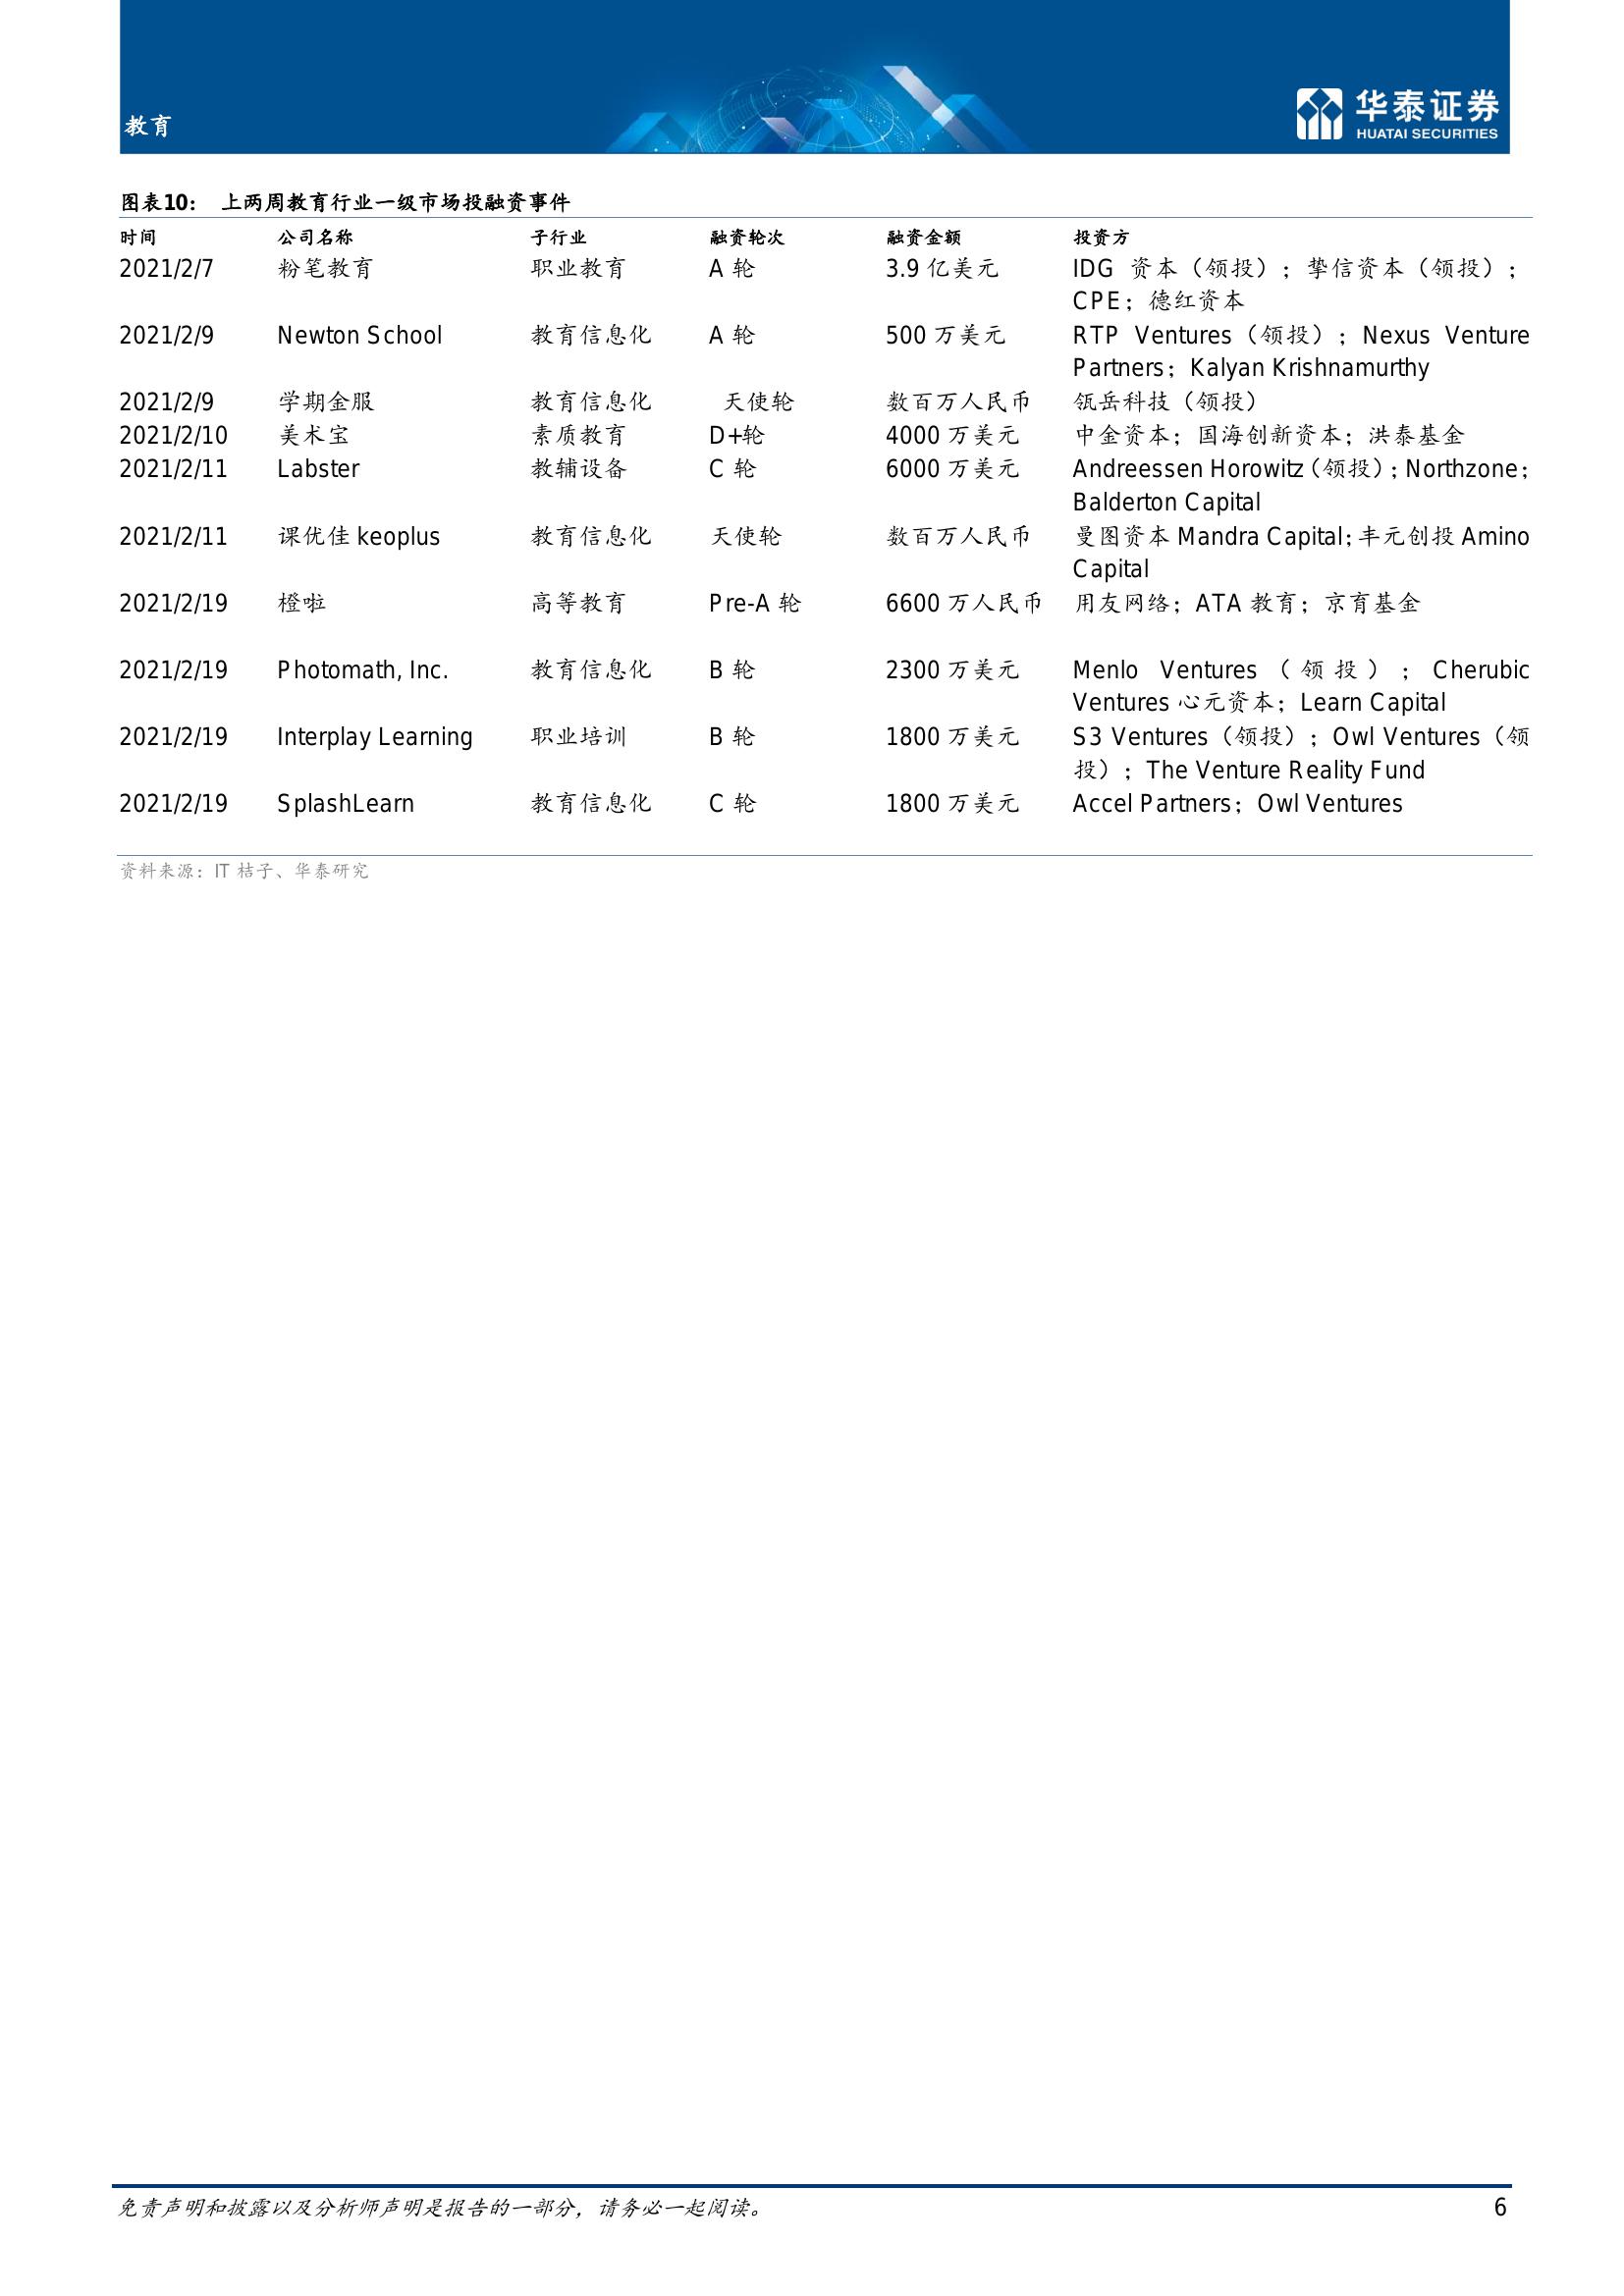 教育
华泰证券
HUATAI SECURITIES
图表10： 上两周教育行业一级市场投融资事件
时间 公司名称 子行业 融资轮次 融资金额 投资方
2021/2/7 粉笔教育 职业教育 A 轮 3.9 亿美元 IDG 资本（领投）；挚信资本（领投）；
CPE；德红资本
2021/2/9 Newton School 教育信息化 A 轮 500 万美元 RTP Ventures（领投）；Nexus Venture
Partners；Kalyan Krishnamurthy
2021/2/9 学期金服 教育信息化 天使轮 数百万人民币 瓴岳科技（领投）
2021/2/10 美术宝 素质教育 D+轮 4000 万美元 中金资本；国海创新资本；洪泰基金
2021/2/11 Labster 教辅设备 C 轮 6000 万美元 Andreessen Horowitz（领投）；Northzone；
Balderton Capital
2021/2/11 课优佳 keoplus 教育信息化 天使轮 数百万人民币 曼图资本 Mandra Capital；丰元创投 Amino
Capital
2021/2/19 橙啦 高等教育 Pre-A 轮 6600 万人民币 用友网络；ATA 教育；京育基金
2021/2/19 Photomath, Inc. 教育信息化 B 轮 2300 万美元 Menlo Ventures（领投）；Cherubic
Ventures 心元资本；Learn Capital
2021/2/19 Interplay Learning 职业培训 B 轮 1800 万美元 S3 Ventures（领投）；Owl Ventures（领
投）；The Venture Reality Fund
2021/2/19 SplashLearn 教育信息化 C 轮 1800 万美元 Accel Partners；Owl Ventures
资料来源：IT 桔子、华泰研究
免责声明和披露以及分析师声明是报告的一部分，请务必一起阅读。 6